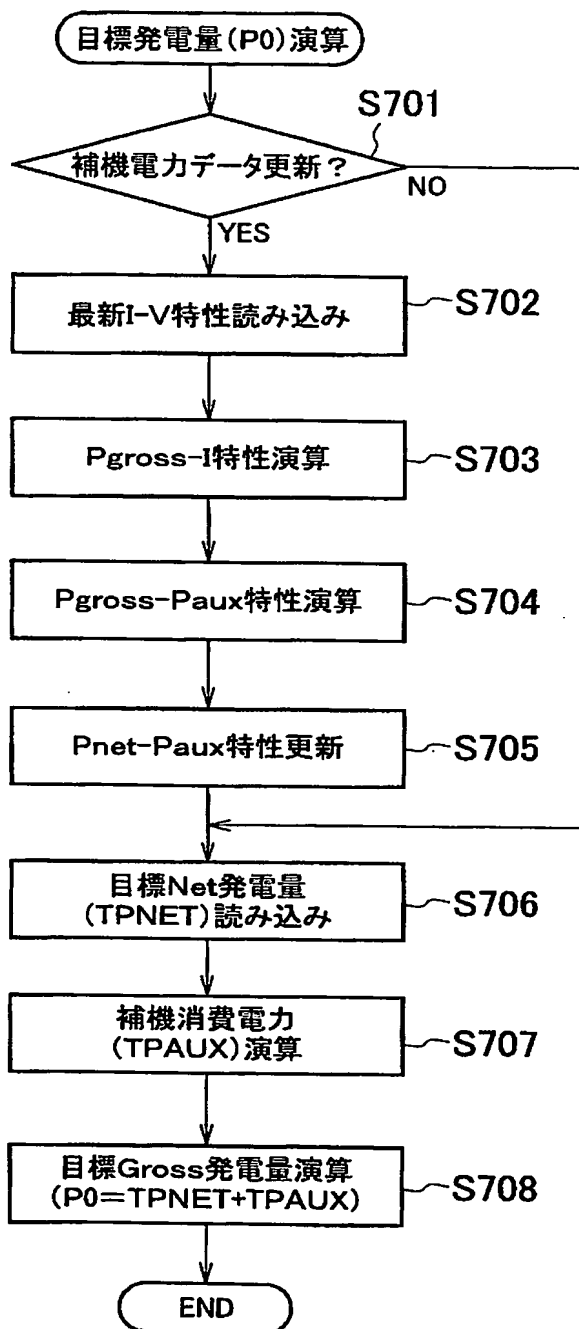 目標発電量(P0)演算
S701
補機電力データ更新?
NO
YES
最新I-V特性読み込み
S702
Pgross-I特性演算
S703
Pgross-Paux特性演算
S704
Pnet-Paux特性更新
S705
目標Net発電量
(TPNET)読み込み
S706
補機消費電力
(TPAUX)演算
S707
目標Gross発電量演算
(P0=TPNET+TPAUX)
S708
END